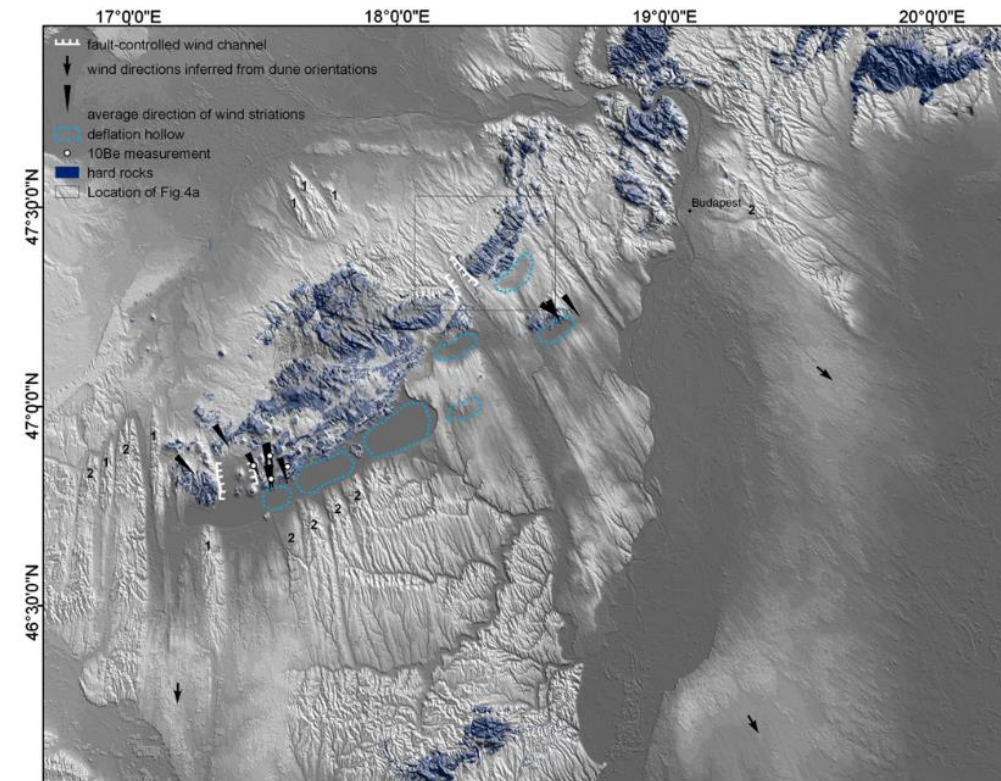 17°0'0"E
18°0'0"E
19°0'0"E
20°0'0"E
fault-controlled wind channel
wind directions inferred from dune orientations
average direction of wind striations
deflation hollow
10Be measurement
hard rocks
Location of Fig.4a
47°30'0"N
47°0'0"N
46°30'0"N
1
1
1
Budapest
2
1
2
1
2
2
2
2
2
1